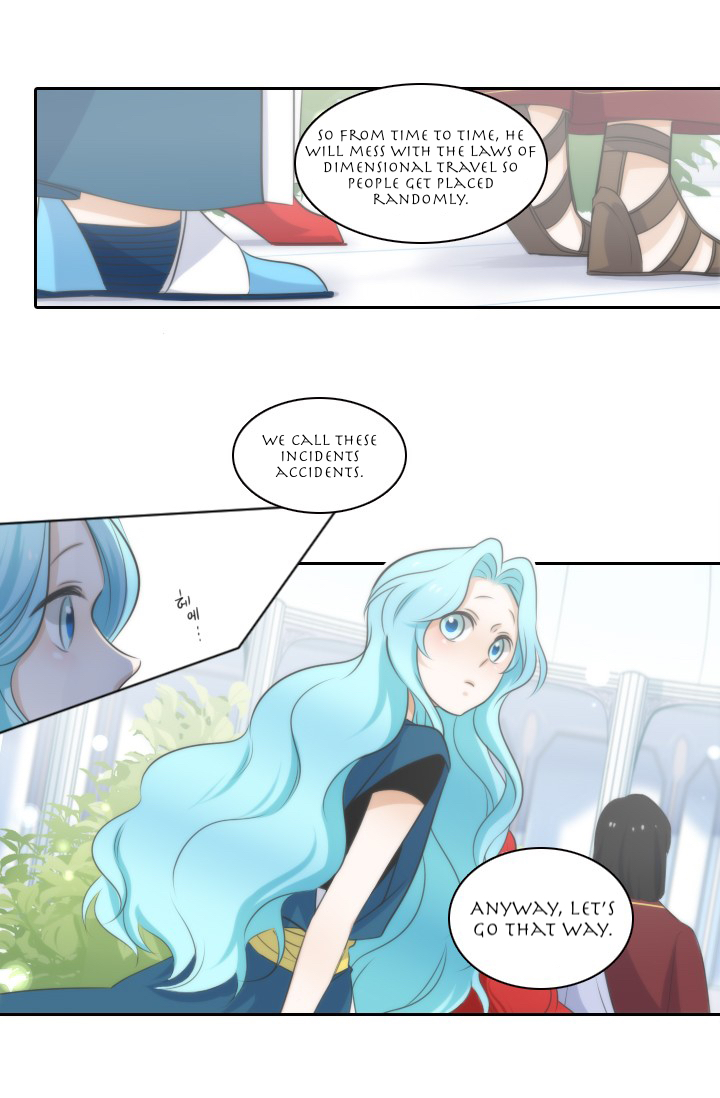 SO FROM TIME TO TIME, HE
WILL MESS WITH THE LAWS OF
DIMENSIONAL TRAVEL SO
PEOPLE GET PLACED
RANDOMLY.
WE CALL THESE
INCIDENTS
ACCIDENTS.
헤에...
ANYWAY, LET'S
GO THAT WAY.